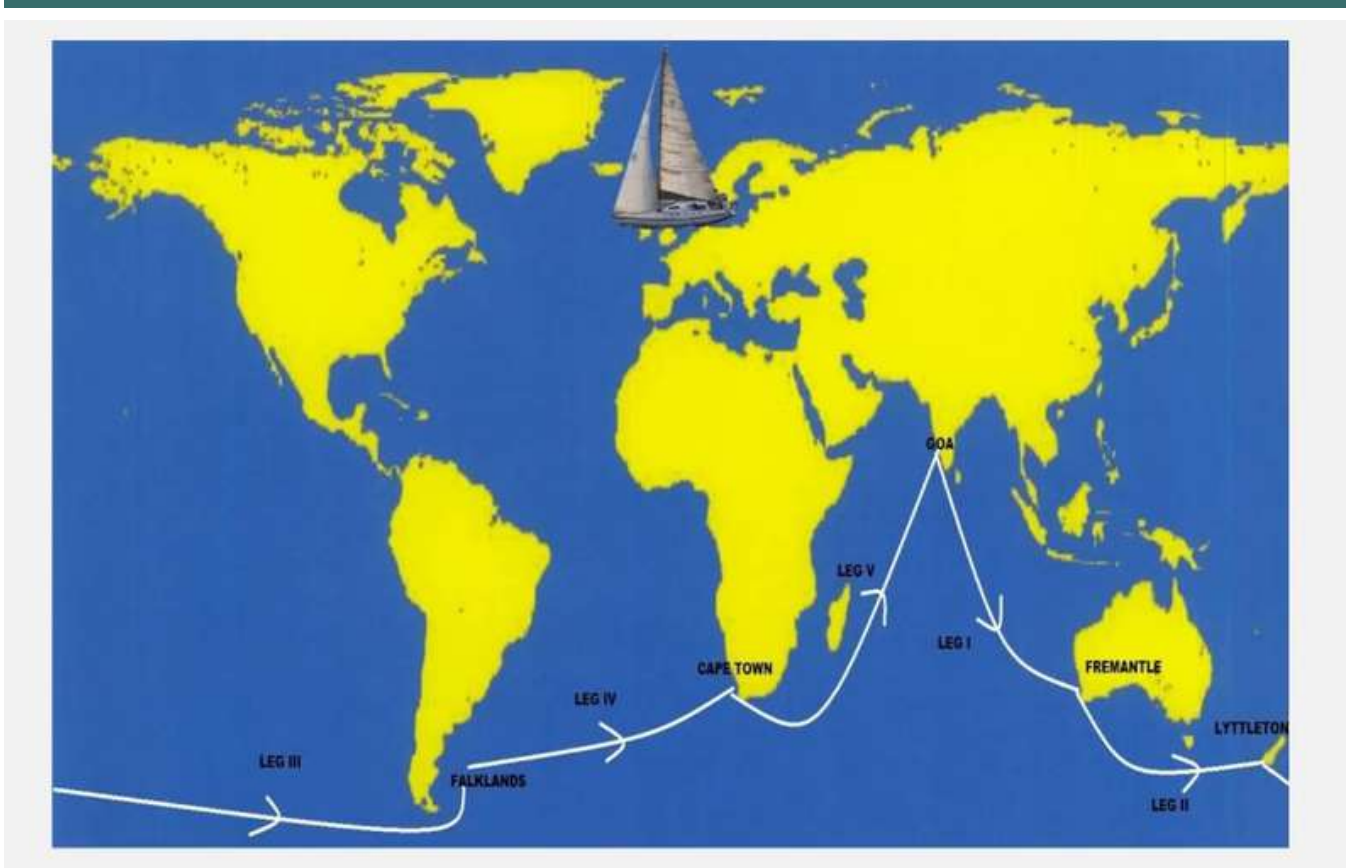 GOA
LEG V
LEG I
CAPE TOWN
FREMANTLE
LEG IV
LYTTLETON
LEG III
FALKLANDS
LEG II